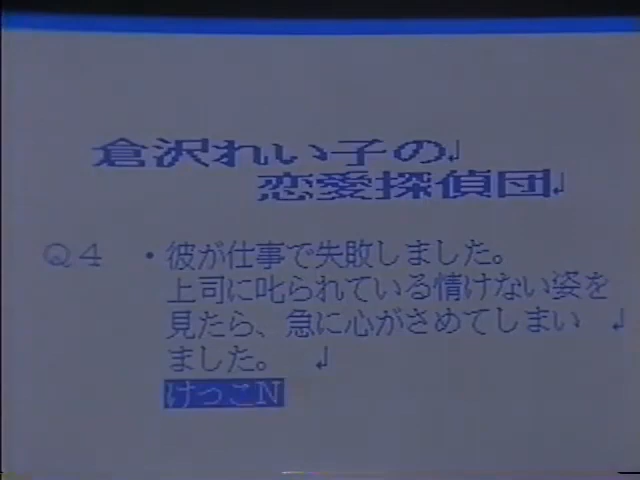 倉沢れい子の↲
恋愛探偵団↲
Q4 ・彼が仕事で失敗しました。
上司に叱られている情けない姿を
見たら、急に心がさめてしまい ↲
ました。 ↲
けっこN